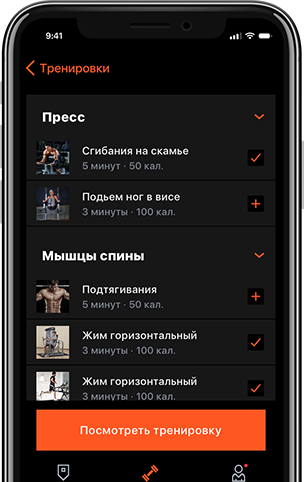 9:41
Тренировки
Пресс
Сгибания на скамье
5 минут · 50 кал.
Подьем ног в висе
3 минуты · 100 кал.
Мышцы спины
Подтягивания
5 минут · 50 кал.
Жим горизонтальный
3 минуты · 100 кал.
Жим горизонтальный
3 минуты · 100 кал.
Посмотреть тренировку